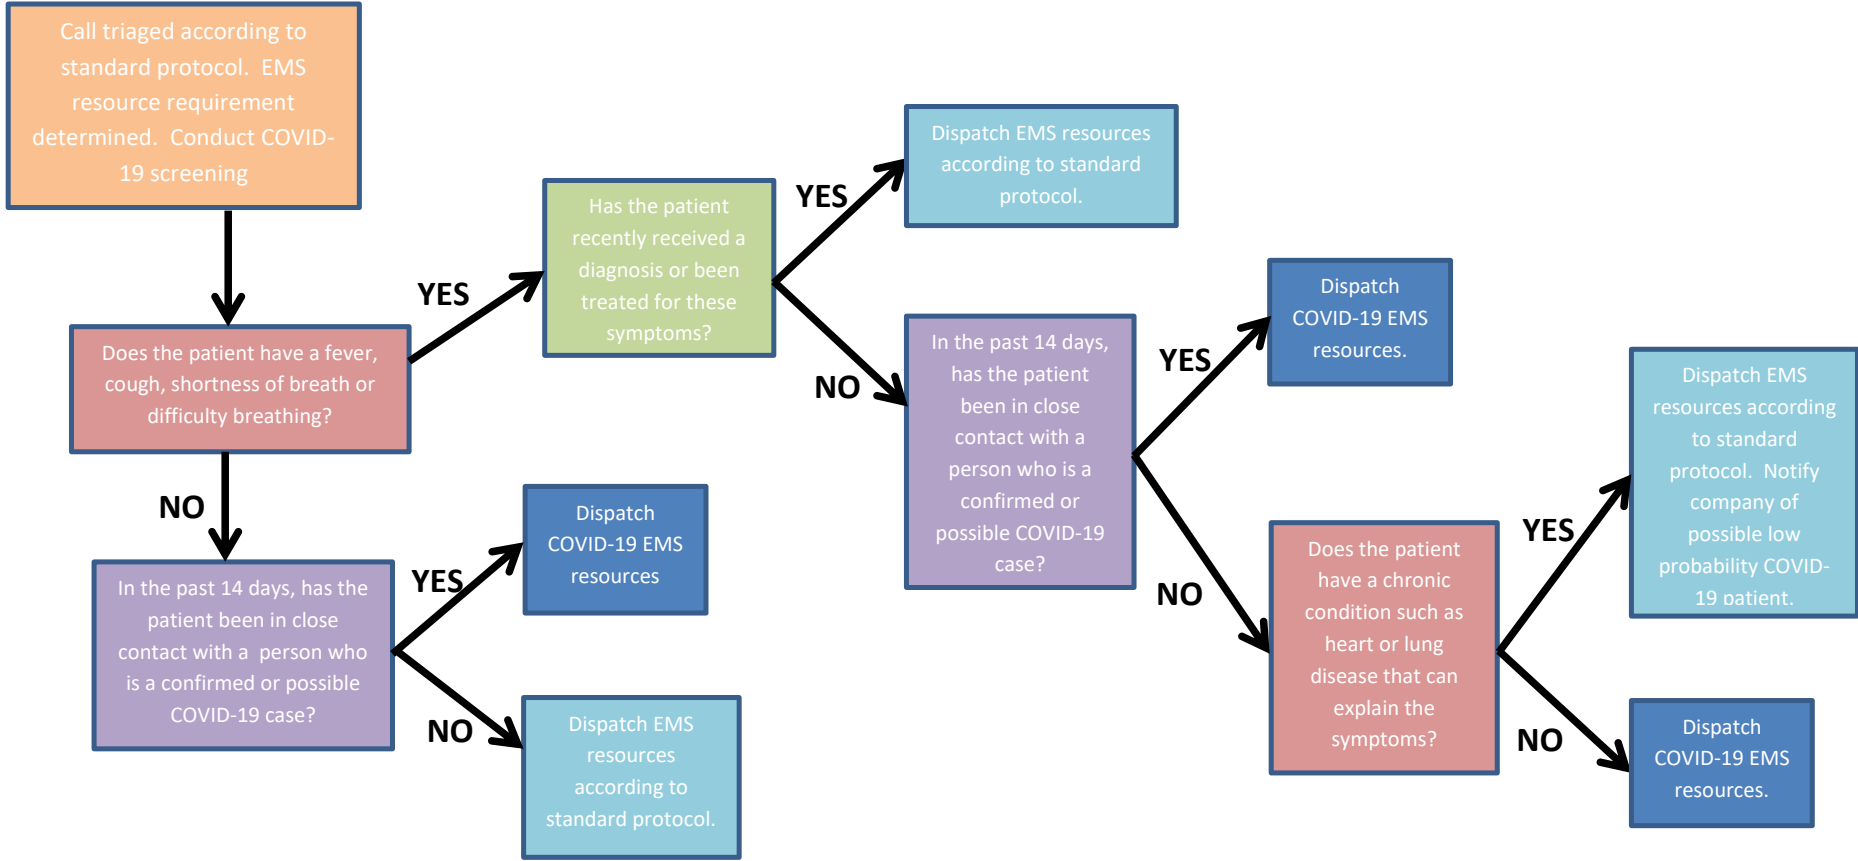 Call triaged according to
standard protocol.  EMS
resource requirement
determined.  Conduct COVID-
19 screening
Does the patient have a fever,
cough, shortness of breath or
difficulty breathing?
YES
NO
Has the patient
recently received a
diagnosis or been
treated for these
symptoms?
YES
NO
Dispatch EMS resources
according to standard
protocol.
In the past 14 days,
has the patient
been in close
contact with a
person who is a
confirmed or
possible COVID-19
case?
YES
NO
Dispatch
COVID-19 EMS
resources.
Does the patient
have a chronic
condition such as
heart or lung
disease that can
explain the
symptoms?
YES
NO
Dispatch EMS
resources according
to standard
protocol.  Notify
company of
possible low
probability COVID-
19 patient.
Dispatch
COVID-19 EMS
resources.
In the past 14 days, has the
patient been in close
contact with a  person who
is a confirmed or possible
COVID-19 case?
YES
NO
Dispatch
COVID-19 EMS
resources
Dispatch EMS
resources
according to
standard protocol.